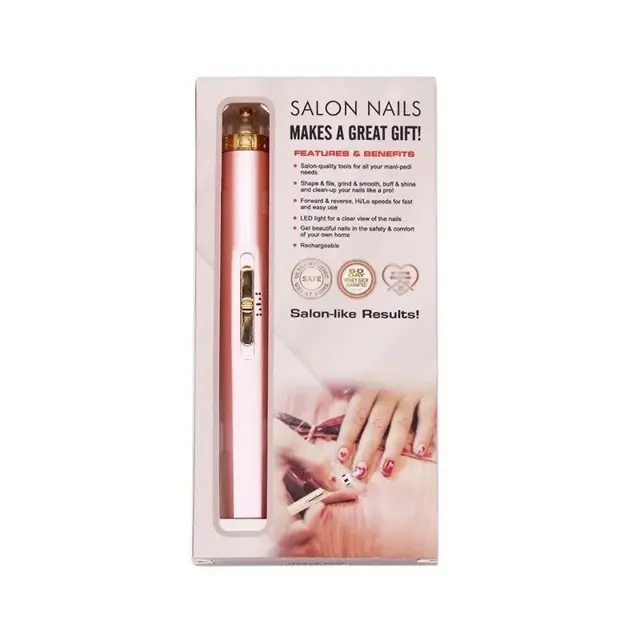 SALON NAILS
MAKES A GREAT GIFT!
FEATURES & BENEFITS
• Salon-quality tools for all your mani-pedi
needs
• Shape & file, grind & smooth, buff & shine
and clean-up your nails like a pro!
• Forward & reverse, Hi/Lo speeds for fast
and easy use
• LED light for a clear view of the nails
• Get beautiful nails in the safety & comfort
of your own home
• Rechargeable
SAFE
60
DAY
MONEY BACK
GUARANTEE
Salon-like Results!